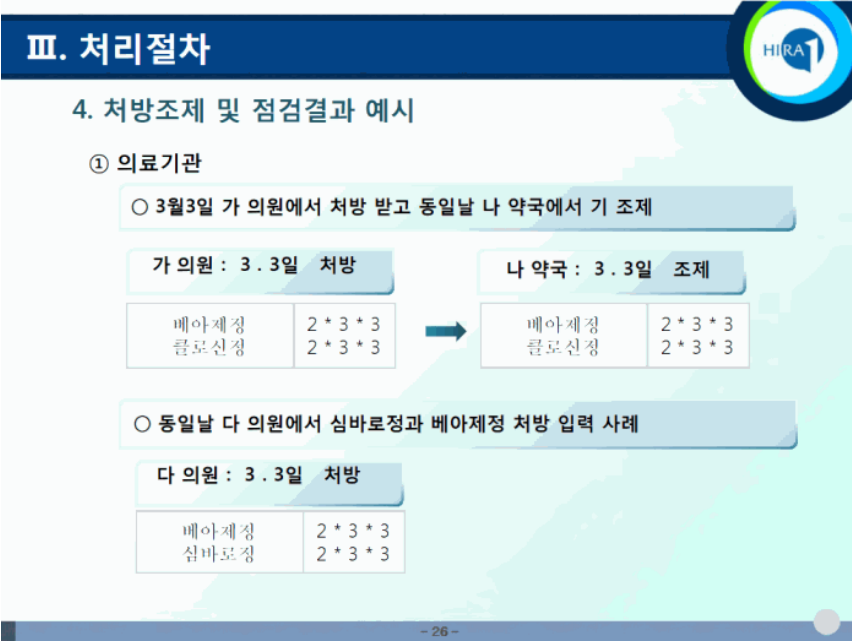 Ⅲ. 처리절차
HIRA
4. 처방조제 및 점검결과 예시
① 의료기관
○ 3월3일 가 의원에서 처방 받고 동일날 나 약국에서 기 조제
가 의원 : 3 . 3일 처방
나 약국 : 3 . 3일 조제
베아제정 2 * 3 * 3
클로신정 2 * 3 * 3
베아제정 2 * 3 * 3
클로신정 2 * 3 * 3
○ 동일날 다 의원에서 심바로정과 베아제정 처방 입력 사례
다 의원 : 3 . 3일 처방
베아제정 2 * 3 * 3
심바로정 2 * 3 * 3
- 26 -